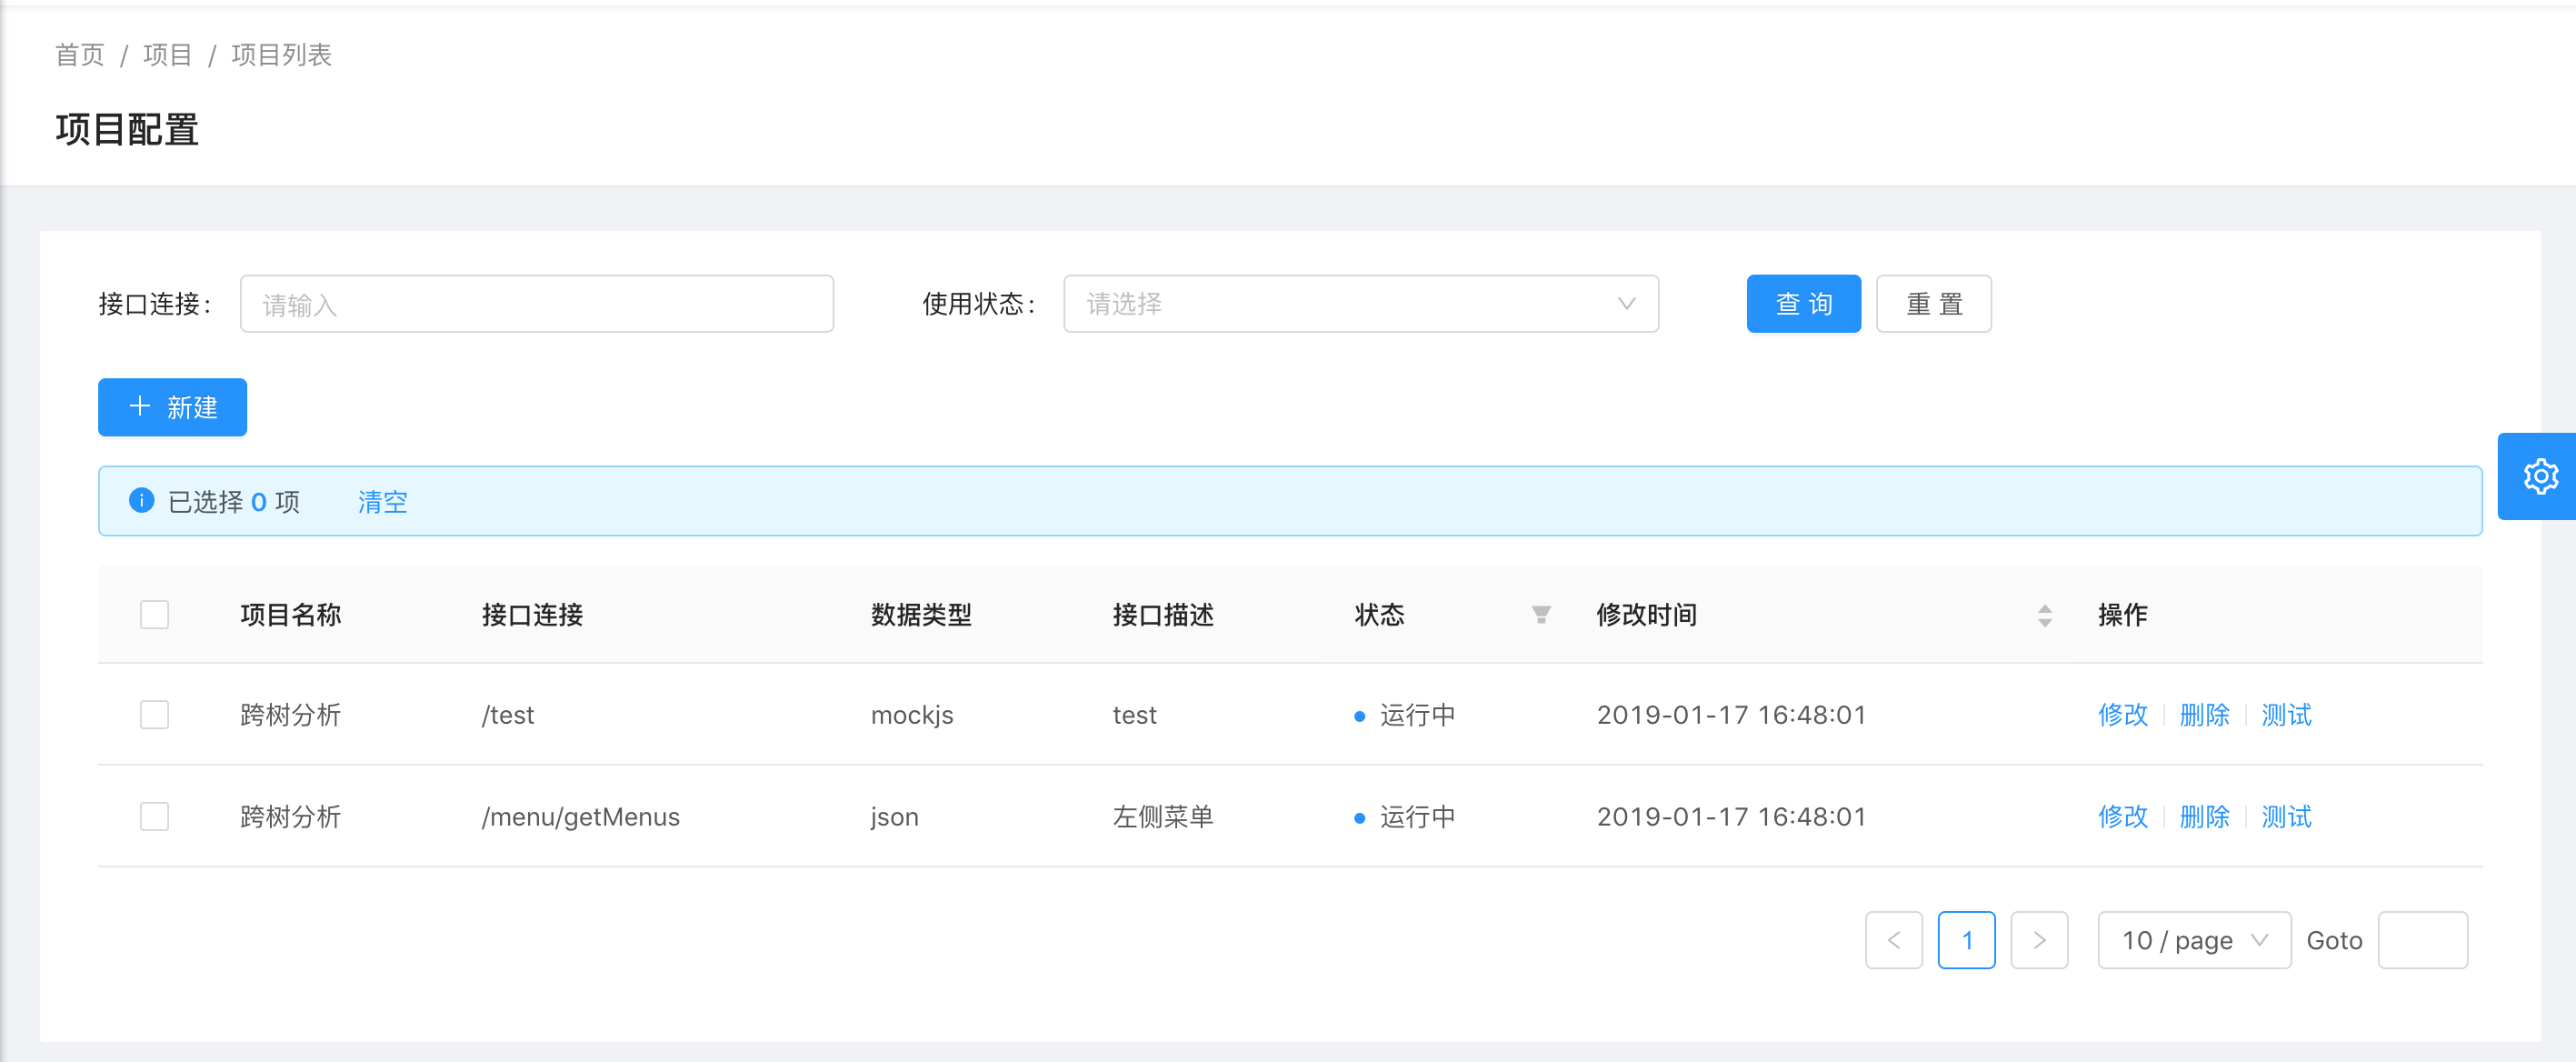 首页 / 项目 / 项目列表
项目配置
接口连接： 请输入 使用状态： 请选择 查 询 重 置
新建
已选择 0 项 清空
项目名称 接口连接 数据类型 接口描述 状态 修改时间 操作
跨树分析 /test mockjs test 运行中 2019-01-17 16:48:01 修改 删除 测试
跨树分析 /menu/getMenus json 左侧菜单 运行中 2019-01-17 16:48:01 修改 删除 测试
< 1 > 10 / page Goto